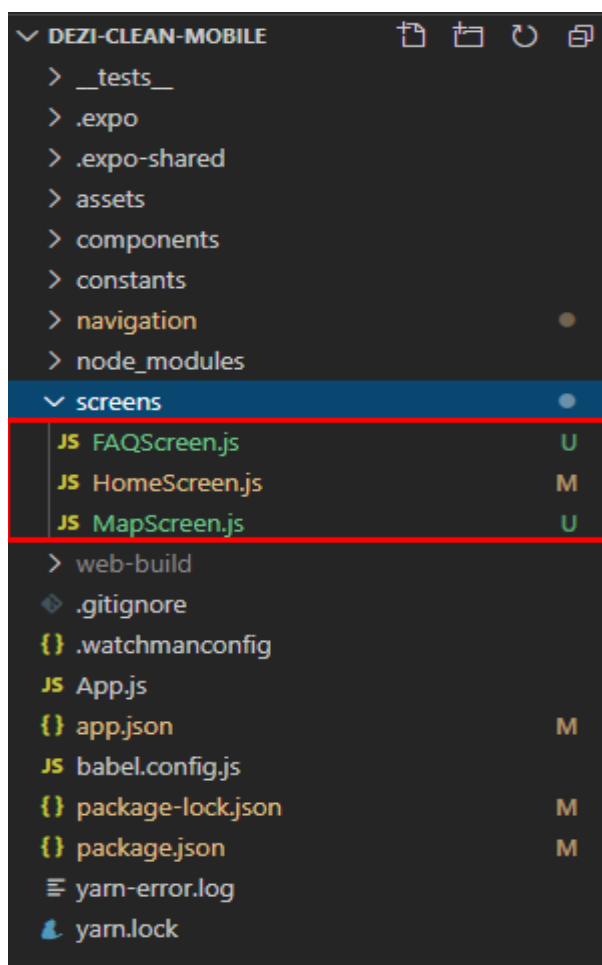 DEZI-CLEAN-MOBILE
__tests__
.expo
.expo-shared
assets
components
constants
navigation
node_modules
screens
JS FAQScreen.js U
JS HomeScreen.js M
JS MapScreen.js U
web-build
.gitignore
{} .watchmanconfig
JS App.js
{} app.json M
JS babel.config.js
{} package-lock.json M
{} package.json M
yarn-error.log
yarn.lock